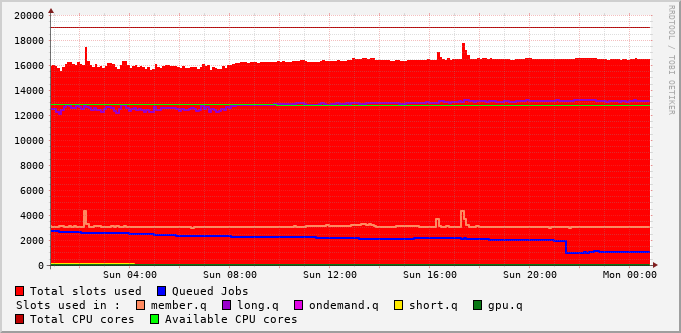 20000
18000
16000
14000
12000
10000
8000
6000
4000
2000
0
Sun 04:00 Sun 08:00 Sun 12:00 Sun 16:00 Sun 20:00 Mon 00:00
RRDTOOL / TOBI OETIKER
Total slots used Queued Jobs
Slots used in : member.q long.q ondemand.q short.q gpu.q
Total CPU cores Available CPU cores